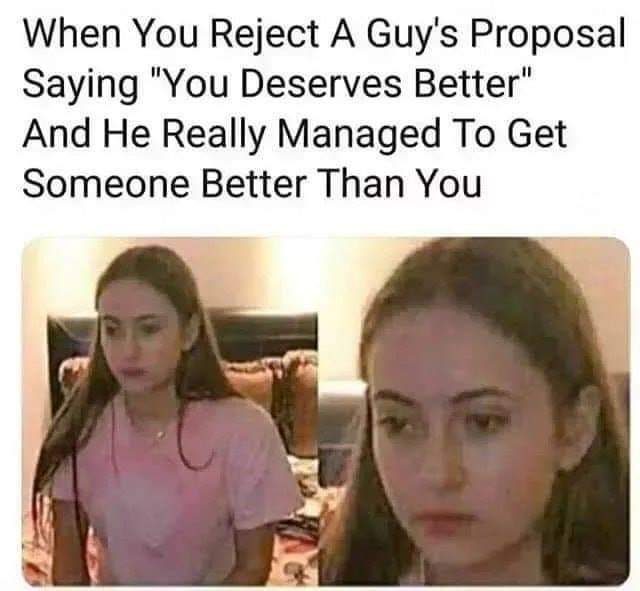 When You Reject A Guy's Proposal
Saying "You Deserves Better"
And He Really Managed To Get
Someone Better Than You